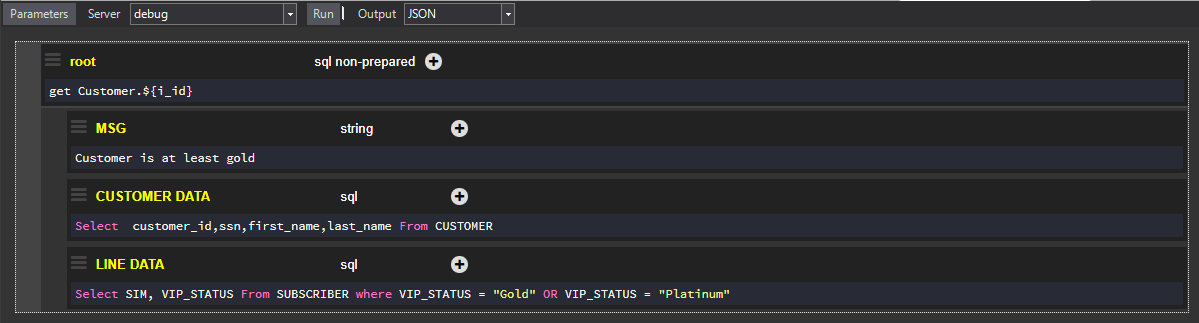 Parameters Server debug Run Output JSON
root sql non-prepared
get Customer.${i_id}
MSG string
Customer is at least gold
CUSTOMER DATA sql
Select  customer_id,ssn,first_name,last_name From CUSTOMER
LINE DATA sql
Select SIM, VIP_STATUS From SUBSCRIBER where VIP_STATUS = "Gold" OR VIP_STATUS = "Platinum"